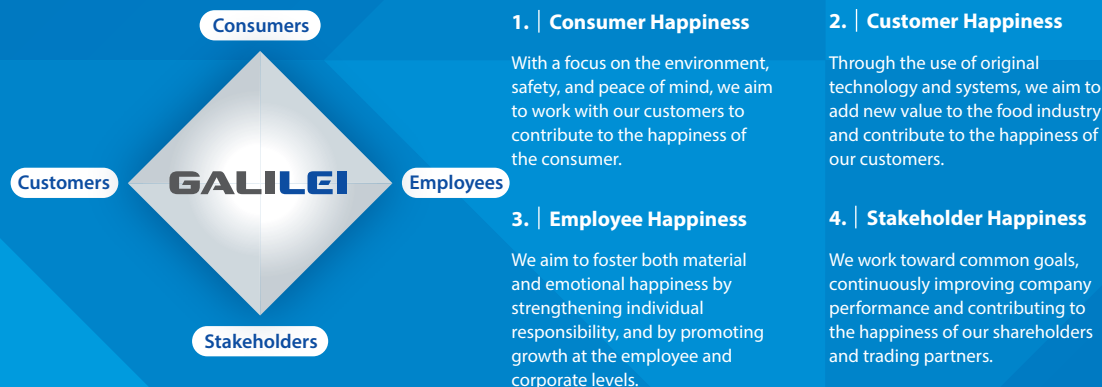 Consumers
Customers
GALILEI
Employees
Stakeholders
1. | Consumer Happiness
With a focus on the environment,
safety, and peace of mind, we aim
to work with our customers to
contribute to the happiness of
the consumer.
2. | Customer Happiness
Through the use of original
technology and systems, we aim to
add new value to the food industry
and contribute to the happiness of
our customers.
3. | Employee Happiness
We aim to foster both material
and emotional happiness by
strengthening individual
responsibility, and by promoting
growth at the employee and
corporate levels.
4. | Stakeholder Happiness
We work toward common goals,
continuously improving company
performance and contributing to
the happiness of our shareholders
and trading partners.